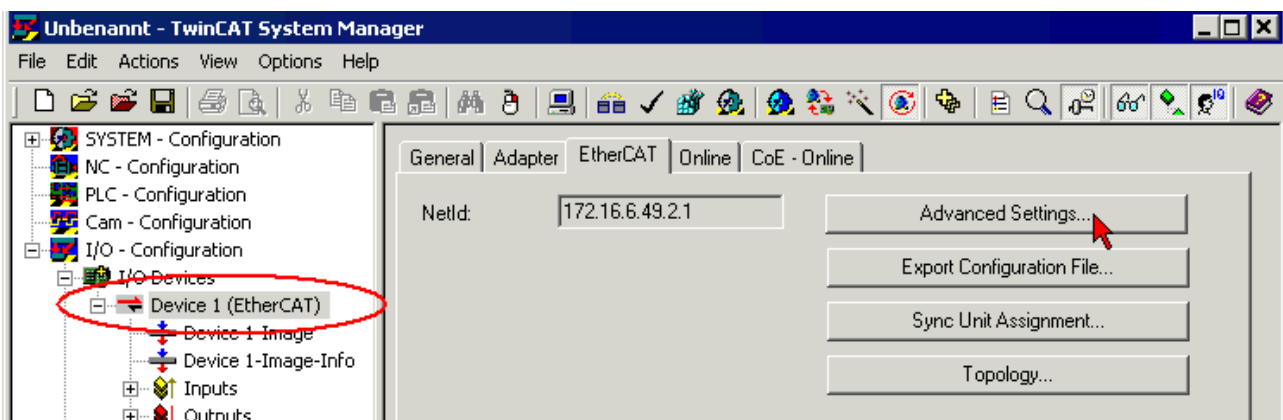 Unbenannt - TwinCAT System Manager
File Edit Actions View Options Help
SYSTEM - Configuration
NC - Configuration
PLC - Configuration
Cam - Configuration
I/O - Configuration
I/O Devices
Device 1 (EtherCAT)
Device 1-Image
Device 1-Image-Info
Inputs
Outputs
General Adapter EtherCAT Online CoE - Online
NetId: 172.16.6.49.2.1
Advanced Settings...
Export Configuration File...
Sync Unit Assignment...
Topology...